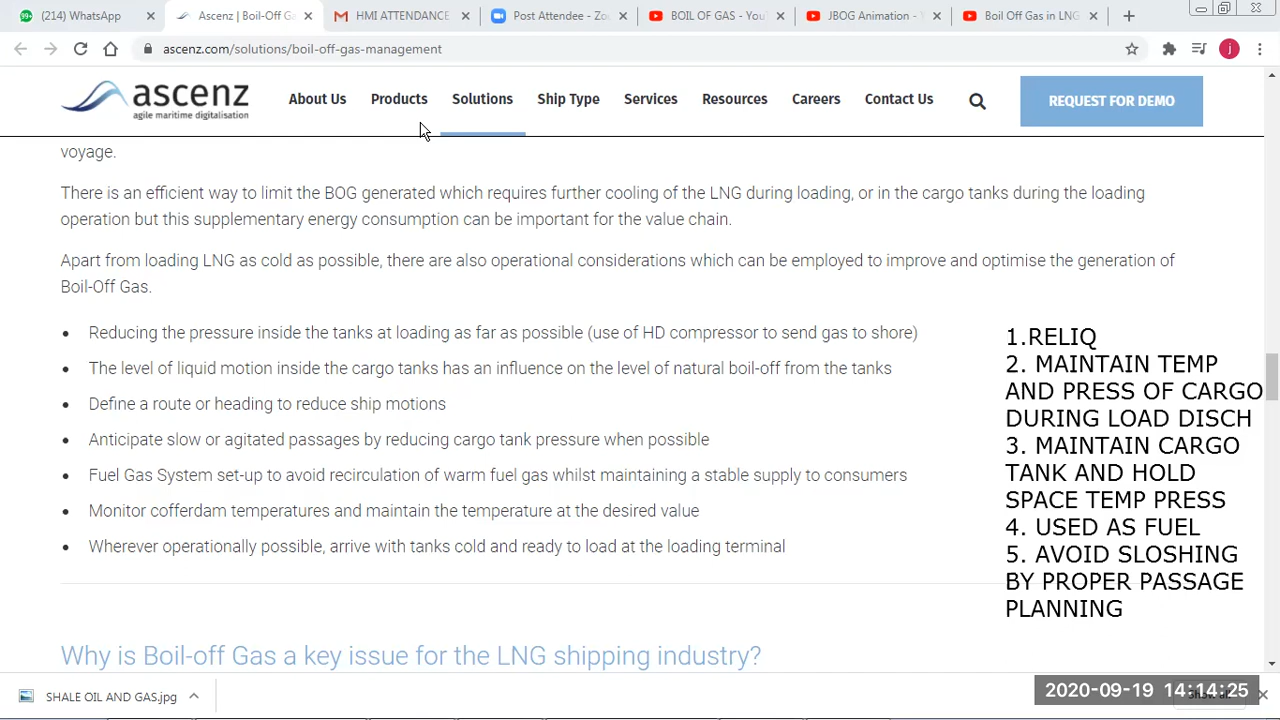 (214) WhatsApp
Ascenz | Boil-Off Ga
HMI ATTENDANCE
Post Attendee - Zoo
BOIL OF GAS - You
JBOG Animation -
Boil Off Gas in LNG
ascenz.com/solutions/boil-off-gas-management
j
ascenz
agile maritime digitalisation
About Us
Products
Solutions
Ship Type
Services
Resources
Careers
Contact Us
REQUEST FOR DEMO
voyage.
There is an efficient way to limit the BOG generated which requires further cooling of the LNG during loading, or in the cargo tanks during the loading
operation but this supplementary energy consumption can be important for the value chain.
Apart from loading LNG as cold as possible, there are also operational considerations which can be employed to improve and optimise the generation of
Boil-Off Gas.
• Reducing the pressure inside the tanks at loading as far as possible (use of HD compressor to send gas to shore)
• The level of liquid motion inside the cargo tanks has an influence on the level of natural boil-off from the tanks
• Define a route or heading to reduce ship motions
• Anticipate slow or agitated passages by reducing cargo tank pressure when possible
• Fuel Gas System set-up to avoid recirculation of warm fuel gas whilst maintaining a stable supply to consumers
• Monitor cofferdam temperatures and maintain the temperature at the desired value
• Wherever operationally possible, arrive with tanks cold and ready to load at the loading terminal
1.RELIQ
2. MAINTAIN TEMP
AND PRESS OF CARGO
DURING LOAD DISCH
3. MAINTAIN CARGO
TANK AND HOLD
SPACE TEMP PRESS
4. USED AS FUEL
5. AVOID SLOSHING
BY PROPER PASSAGE
PLANNING
Why is Boil-off Gas a key issue for the LNG shipping industry?
SHALE OIL AND GAS.jpg
2020-09-19 14:14:25